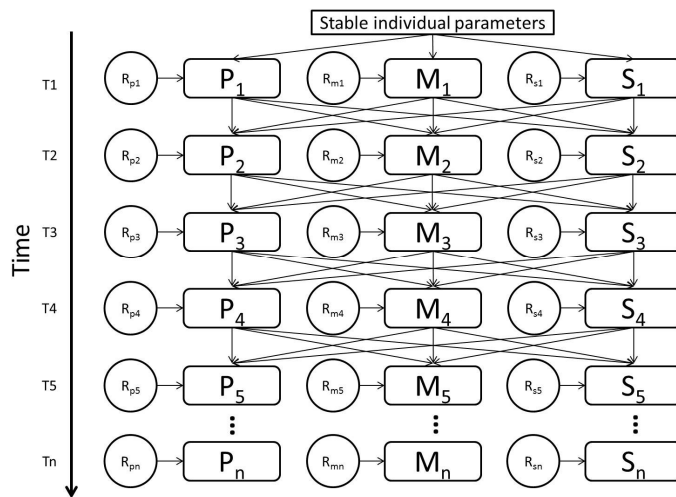 Stable individual parameters
T1 Rp1 P1 Rm1 M1 Rs1 S1
T2 Rp2 P2 Rm2 M2 Rs2 S2
T3 Rp3 P3 Rm3 M3 Rs3 S3
Time
T4 Rp4 P4 Rm4 M4 Rs4 S4
T5 Rp5 P5 Rm5 M5 Rs5 S5
Tn Rpn Pn Rmn Mn Rsn Sn